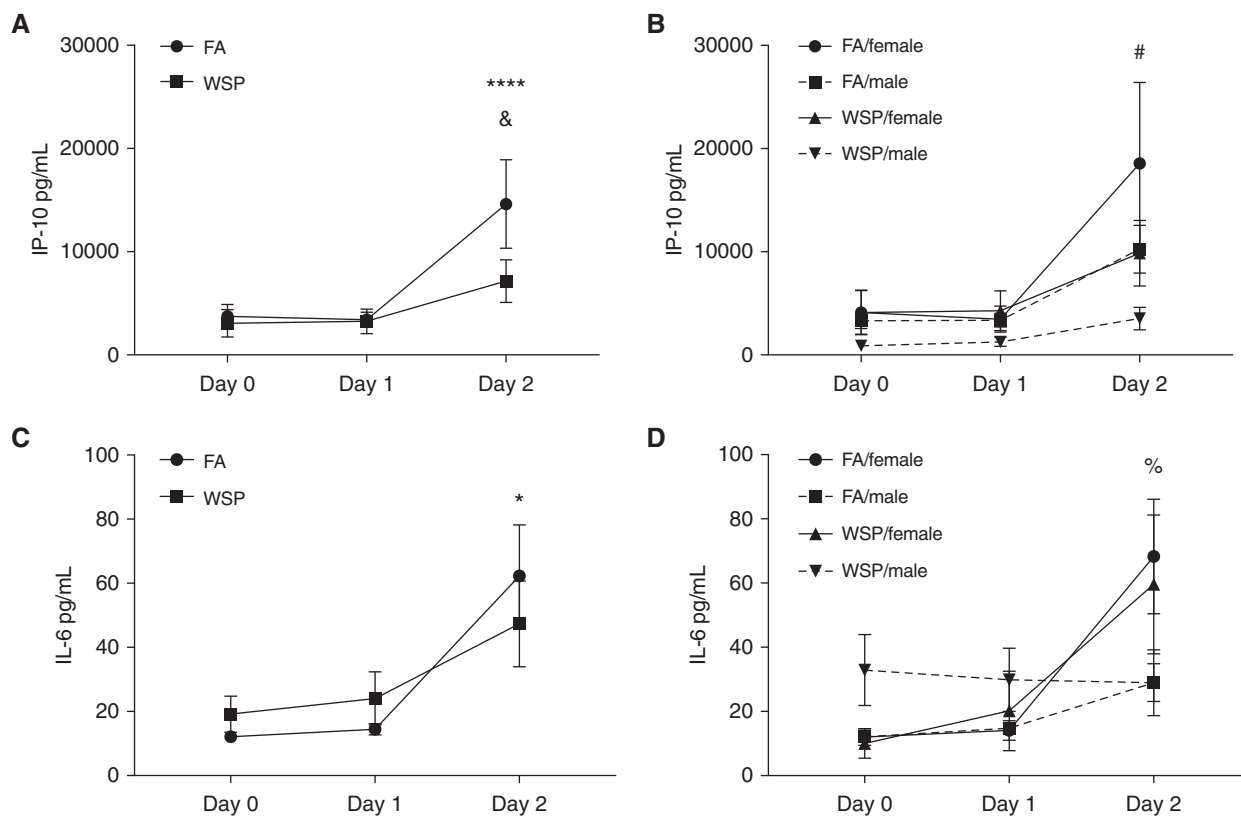 A
FA
WSP
30000
20000
10000
0
IP-10 pg/mL
****
&
Day 0
Day 1
Day 2
B
FA/female
FA/male
WSP/female
WSP/male
30000
20000
10000
0
IP-10 pg/mL
#
Day 0
Day 1
Day 2
C
FA
WSP
100
80
60
40
20
0
IL-6 pg/mL
*
Day 0
Day 1
Day 2
D
FA/female
FA/male
WSP/female
WSP/male
100
80
60
40
20
0
IL-6 pg/mL
%
Day 0
Day 1
Day 2